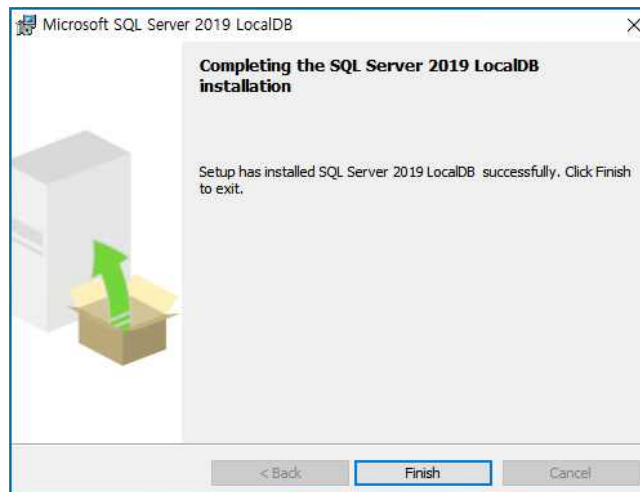 Microsoft SQL Server 2019 LocalDB
Completing the SQL Server 2019 LocalDB
installation
Setup has installed SQL Server 2019 LocalDB successfully. Click Finish
to exit.
< Back Finish Cancel